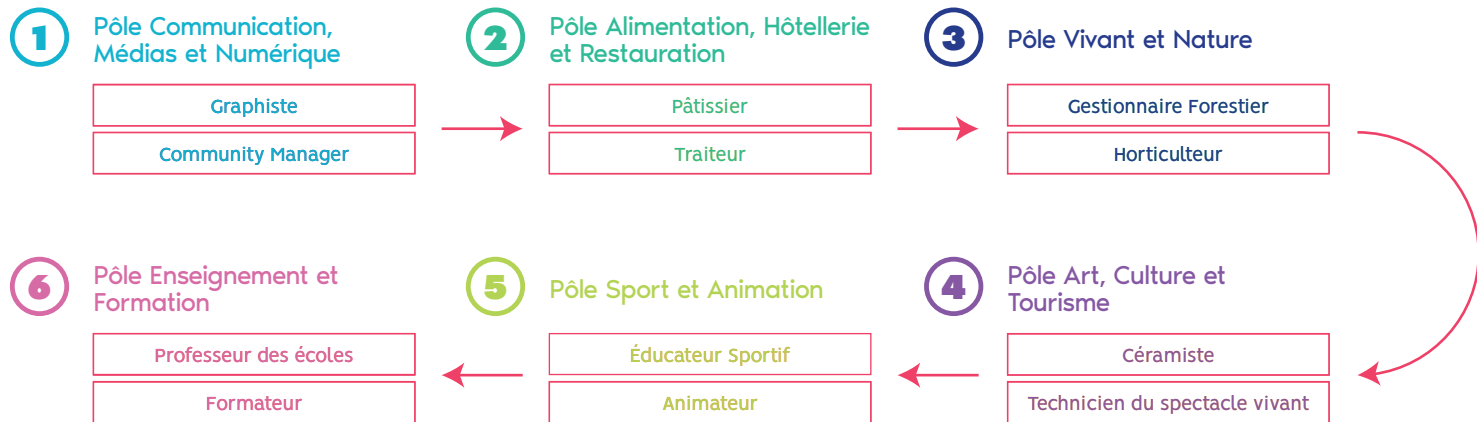 1
Pôle Communication,
Médias et Numérique
Graphiste
Community Manager
2
Pôle Alimentation, Hôtellerie
et Restauration
Pâtissier
Traiteur
3
Pôle Vivant et Nature
Gestionnaire Forestier
Horticulteur
4
Pôle Art, Culture et
Tourisme
Céramiste
Technicien du spectacle vivant
5
Pôle Sport et Animation
Éducateur Sportif
Animateur
6
Pôle Enseignement et
Formation
Professeur des écoles
Formateur